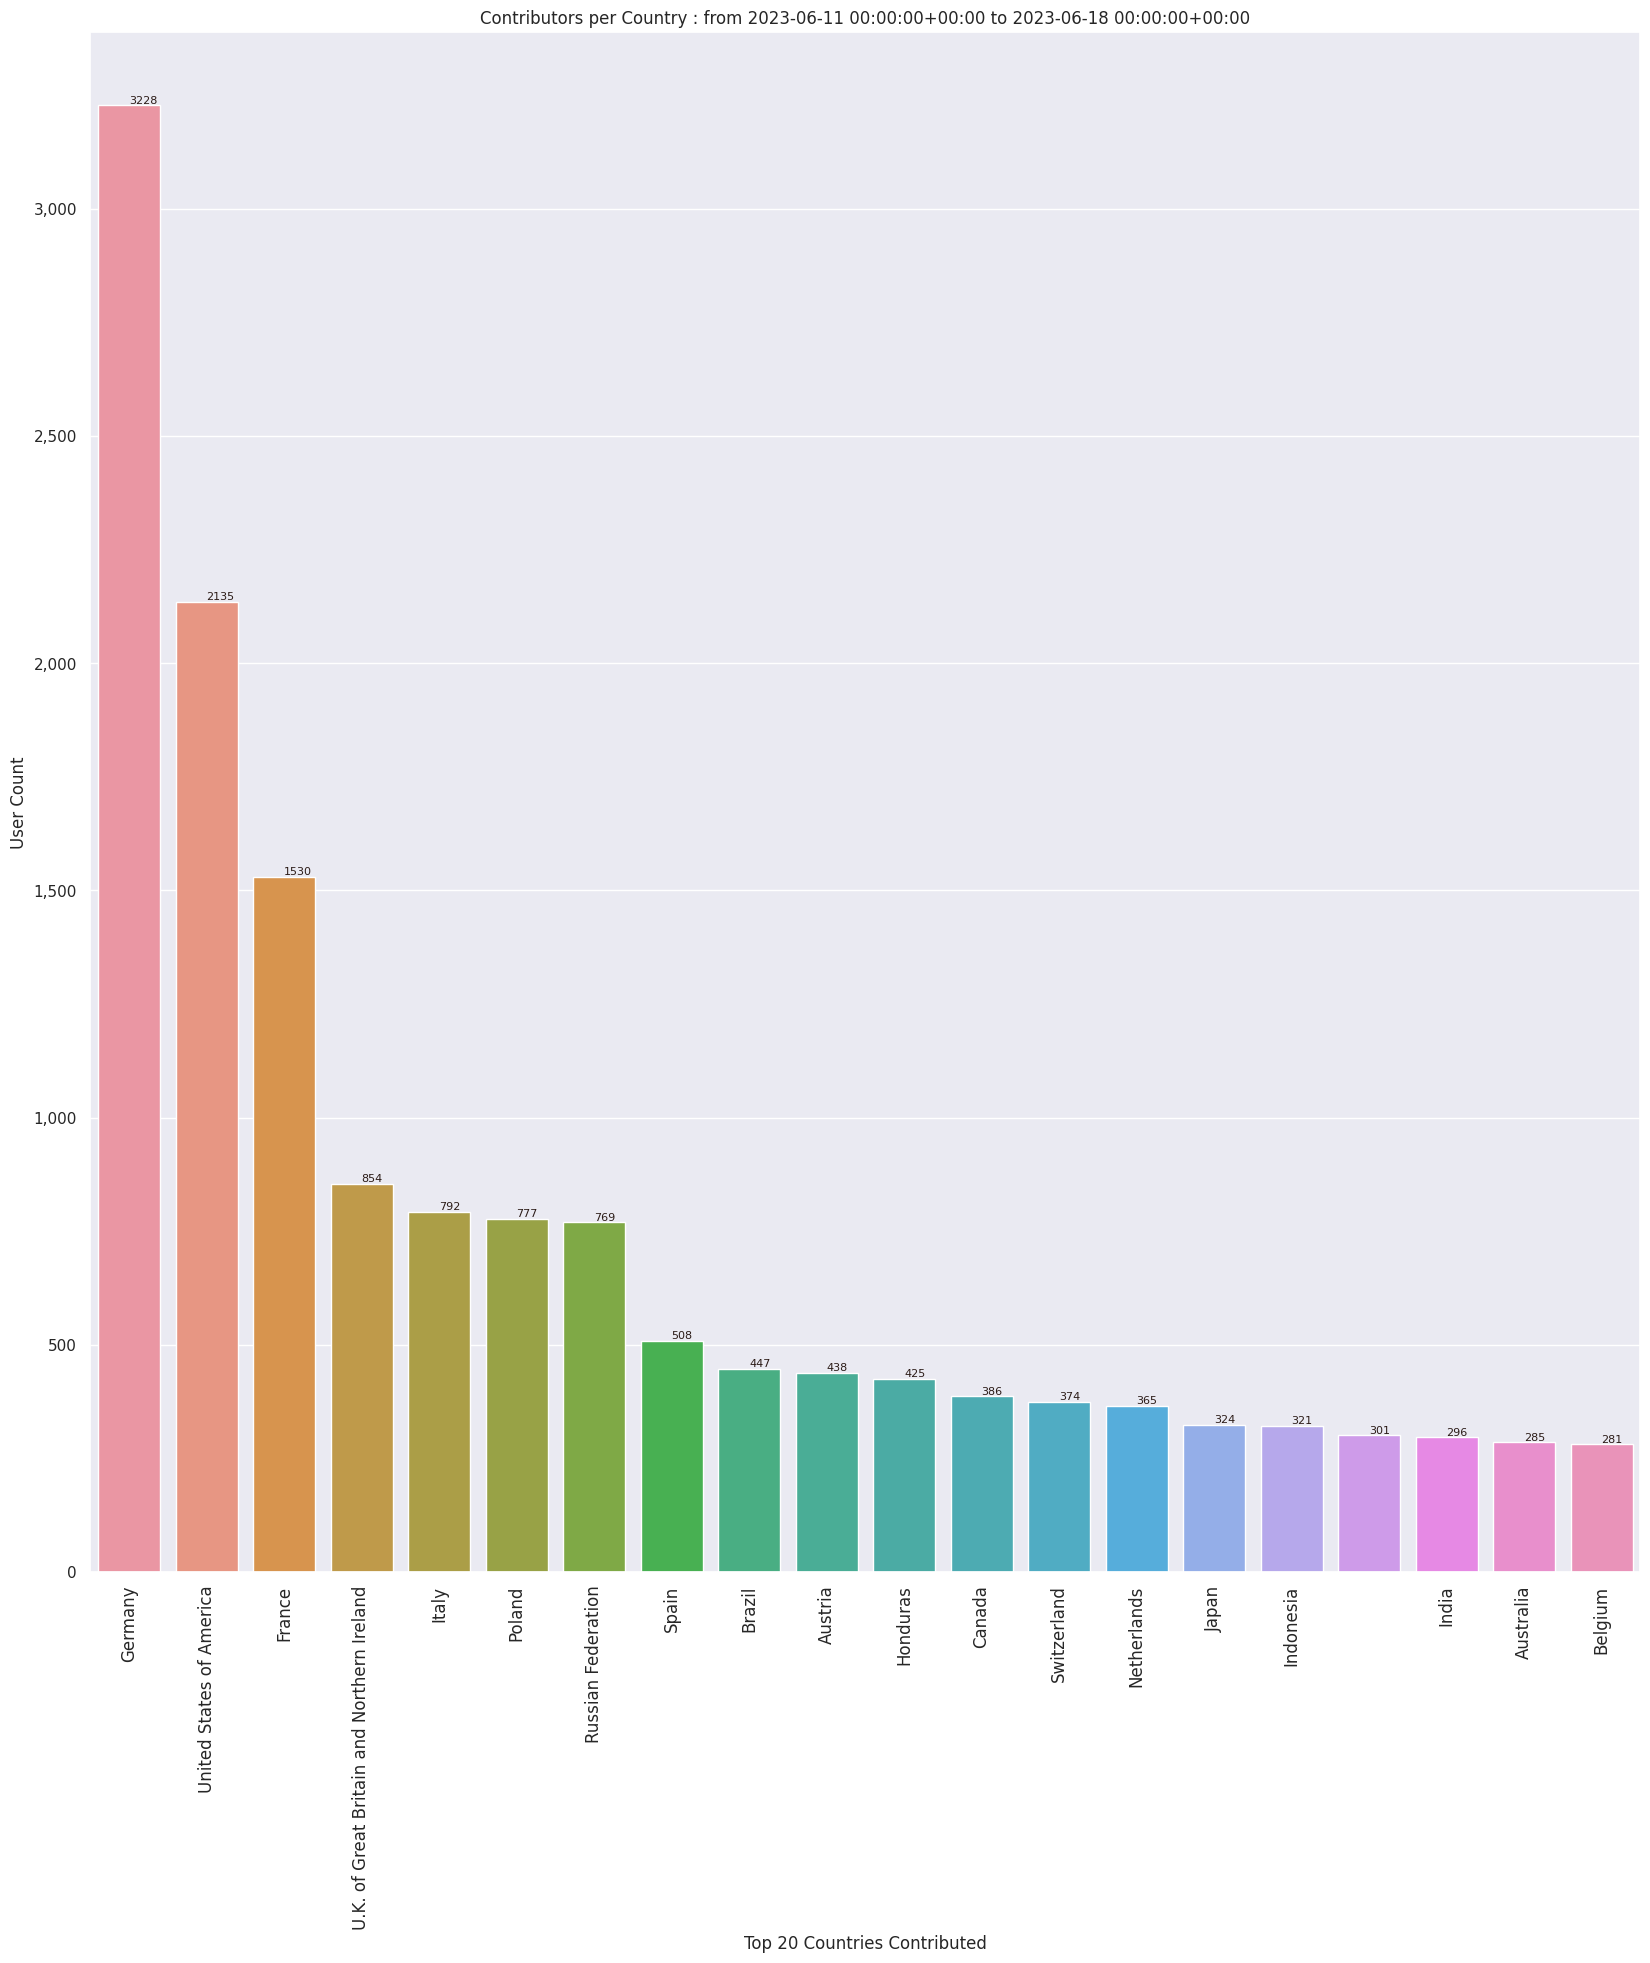 Contributors per Country : from 2023-06-11 00:00:00+00:00 to 2023-06-18 00:00:00+00:00
User Count
3,000
2,500
2,000
1,500
1,000
500
0
3228
2135
1530
854
792
777
769
508
447
438
425
386
374
365
324
321
301
296
285
281
Germany
United States of America
France
U.K. of Great Britain and Northern Ireland
Italy
Poland
Russian Federation
Spain
Brazil
Austria
Honduras
Canada
Switzerland
Netherlands
Japan
Indonesia
India
Australia
Belgium
Top 20 Countries Contributed